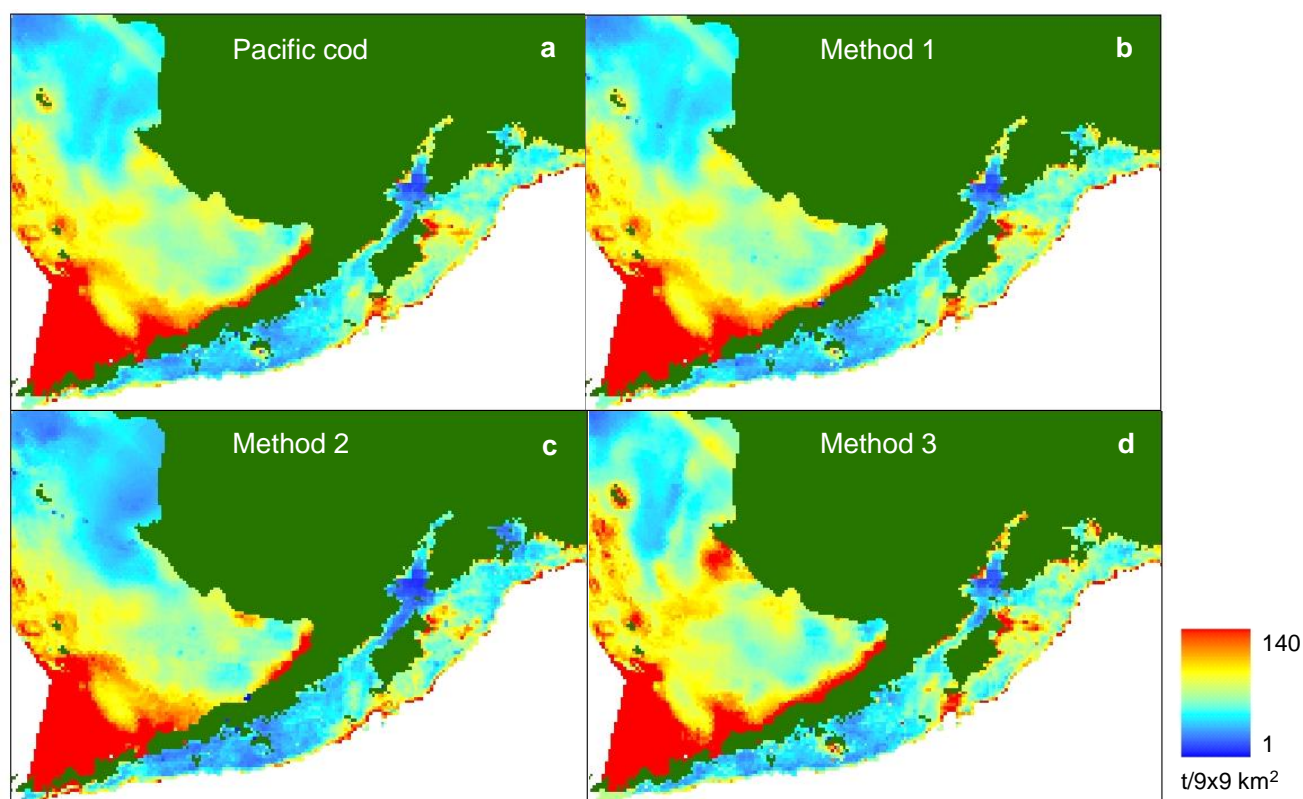 Pacific cod a
Method 1 b
Method 2 c
Method 3 d
140
1
t/9x9 km²